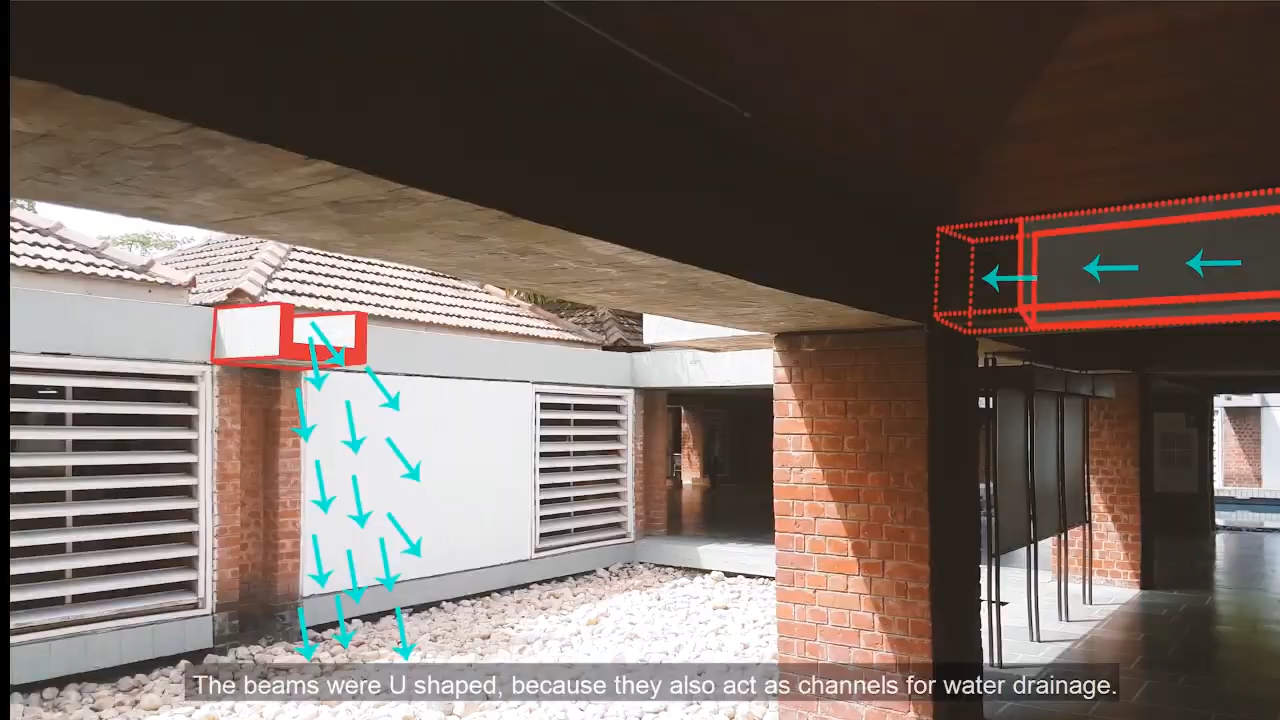 The beams were U shaped, because they also act as channels for water drainage.